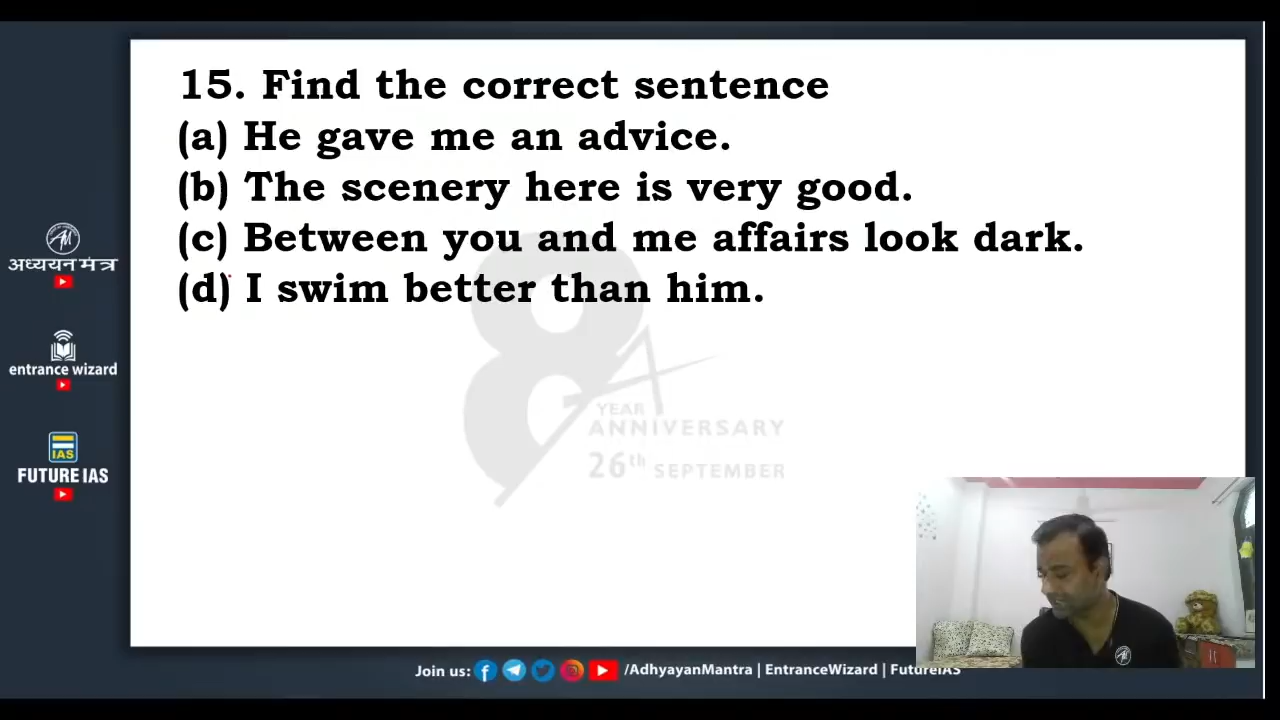 15. Find the correct sentence
(a) He gave me an advice.
(b) The scenery here is very good.
(c) Between you and me affairs look dark.
(d) I swim better than him.
अध्ययन मंत्र
entrance wizard
IAS
FUTURE IAS
8
YEAR
ANNIVERSARY
26th SEPTEMBER
Join us: /AdhyayanMantra | EntranceWizard | FutureIAS